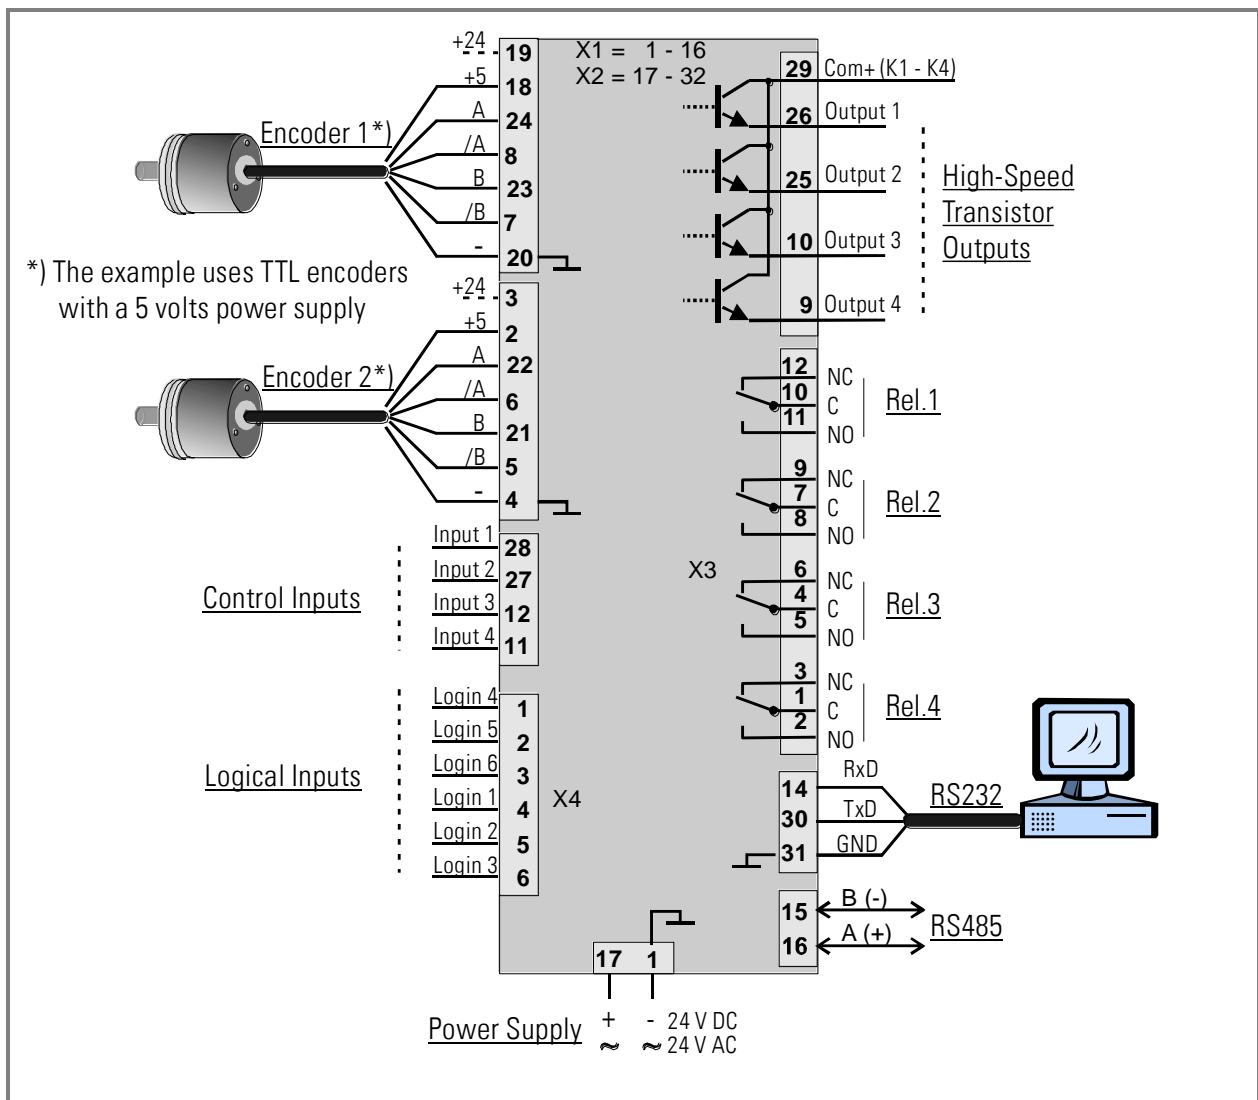 X1 = 1 - 16
X2 = 17 - 32
+24 19
+5 18
A 24
/A 8
B 23
/B 7
- 20
Encoder 1*)
*) The example uses TTL encoders
with a 5 volts power supply
+24 3
+5 2
A 22
/A 6
B 21
/B 5
- 4
Encoder 2*)
Control Inputs
Input 1 28
Input 2 27
Input 3 12
Input 4 11
Logical Inputs
Login 4 1
Login 5 2
Login 6 3
Login 1 4
Login 2 5
Login 3 6
X4
29 Com+ (K1 - K4)
26 Output 1
25 Output 2
10 Output 3
9 Output 4
High-Speed
Transistor
Outputs
X3
12 NC
10 C
11 NO
Rel.1
9 NC
7 C
8 NO
Rel.2
6 NC
4 C
5 NO
Rel.3
3 NC
1 C
2 NO
Rel.4
14 RxD
30 TxD
31 GND
RS232
15 B (-)
16 A (+)
RS485
17 1
Power Supply
+ - 24 V DC
≈ ≈ 24 V AC